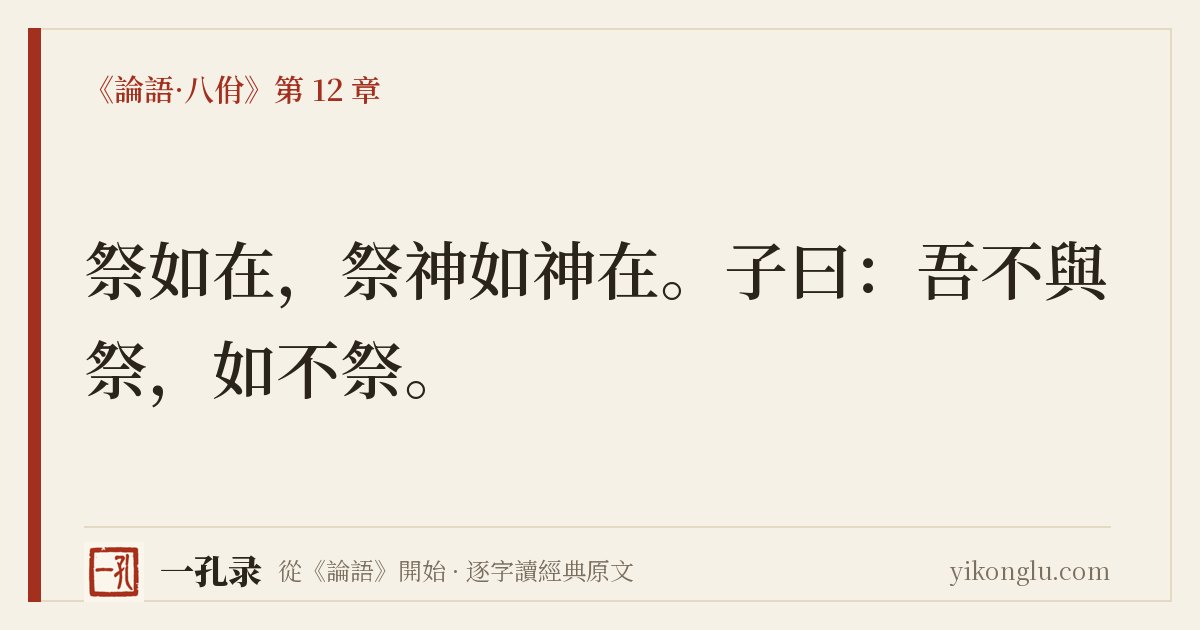 《論語·八佾》第 12 章
祭如在，祭神如神在。子曰：吾不與
祭，如不祭。
一孔
一孔录 從《論語》開始 · 逐字讀經典原文 yikonglu.com